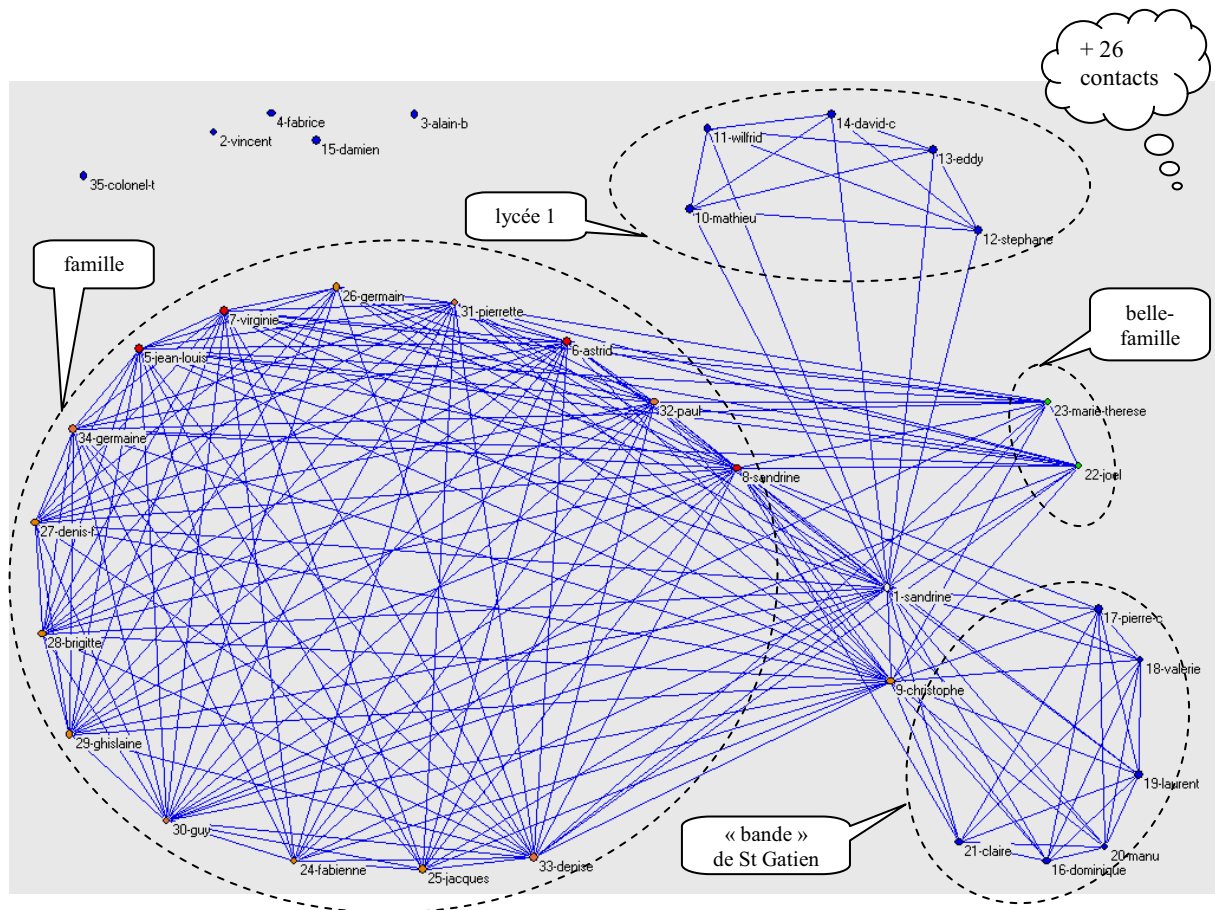 + 26
contacts
4-fabrice
3-alain-b
14-david-c
2-vincent
11-wilfrid
15-damien
13-eddy
35-colonel-t
lycée 1
10-mathieu
12-stephane
famille
26-germain
31-pierrette
7-virginie
belle-
famille
6-astrid
5-jean-louis
32-paul
23-marie-therese
34-germaine
8-sandrine
22-joel
27-denis-f
1-sandrine
17-pierre-c
28-brigitte
18-valerie
9-christophe
29-ghislaine
19-laurent
30-guy
« bande »
de St Gatien
21-claire
20-manu
24-fabienne
25-jacques
33-denise
16-dominique